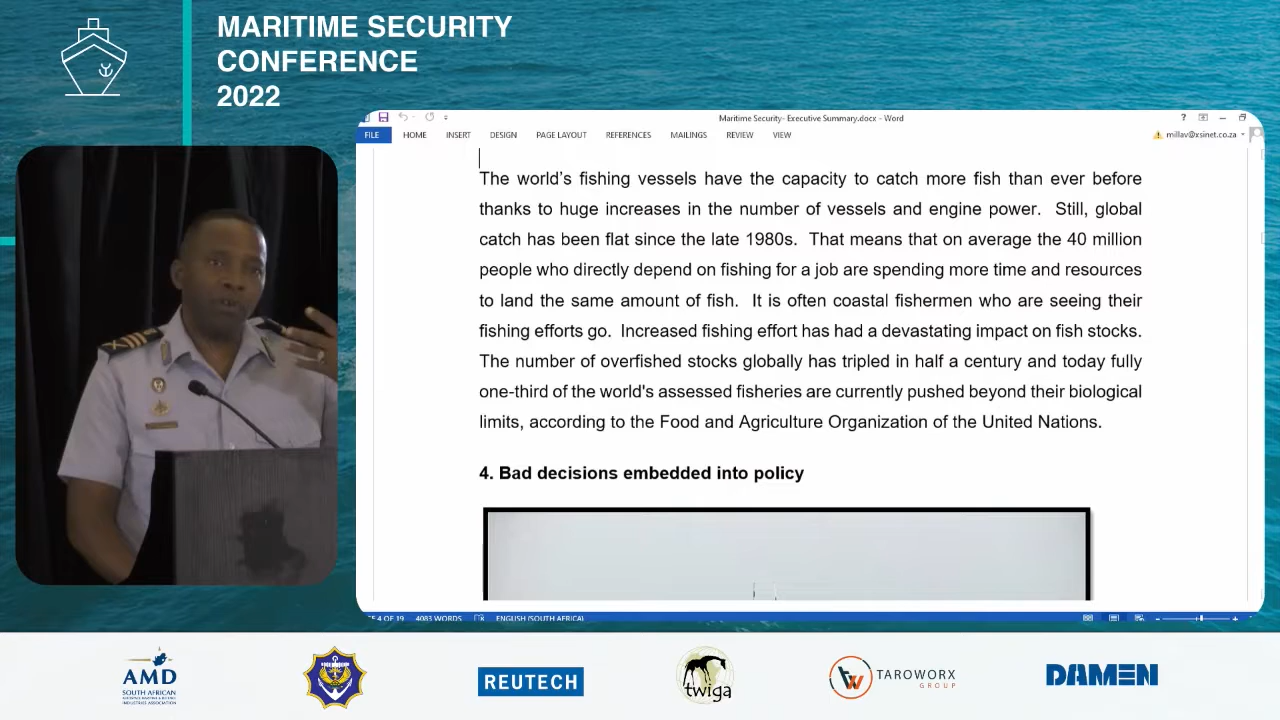 MARITIME SECURITY
CONFERENCE
2022
Maritime Security- Executive Summary.docx - Word
FILE HOME INSERT DESIGN PAGE LAYOUT REFERENCES MAILINGS REVIEW VIEW
millav@xsinet.co.za
The world's fishing vessels have the capacity to catch more fish than ever before
thanks to huge increases in the number of vessels and engine power. Still, global
catch has been flat since the late 1980s. That means that on average the 40 million
people who directly depend on fishing for a job are spending more time and resources
to land the same amount of fish. It is often coastal fishermen who are seeing their
fishing efforts go. Increased fishing effort has had a devastating impact on fish stocks.
The number of overfished stocks globally has tripled in half a century and today fully
one-third of the world's assessed fisheries are currently pushed beyond their biological
limits, according to the Food and Agriculture Organization of the United Nations.
4. Bad decisions embedded into policy
4 OF 19 4083 WORDS ENGLISH (SOUTH AFRICA)
AMD
SOUTH AFRICAN
INDUSTRIES ASSOCIATION
REUTECH
twiga
TAROWORX
GROUP
DAMEN